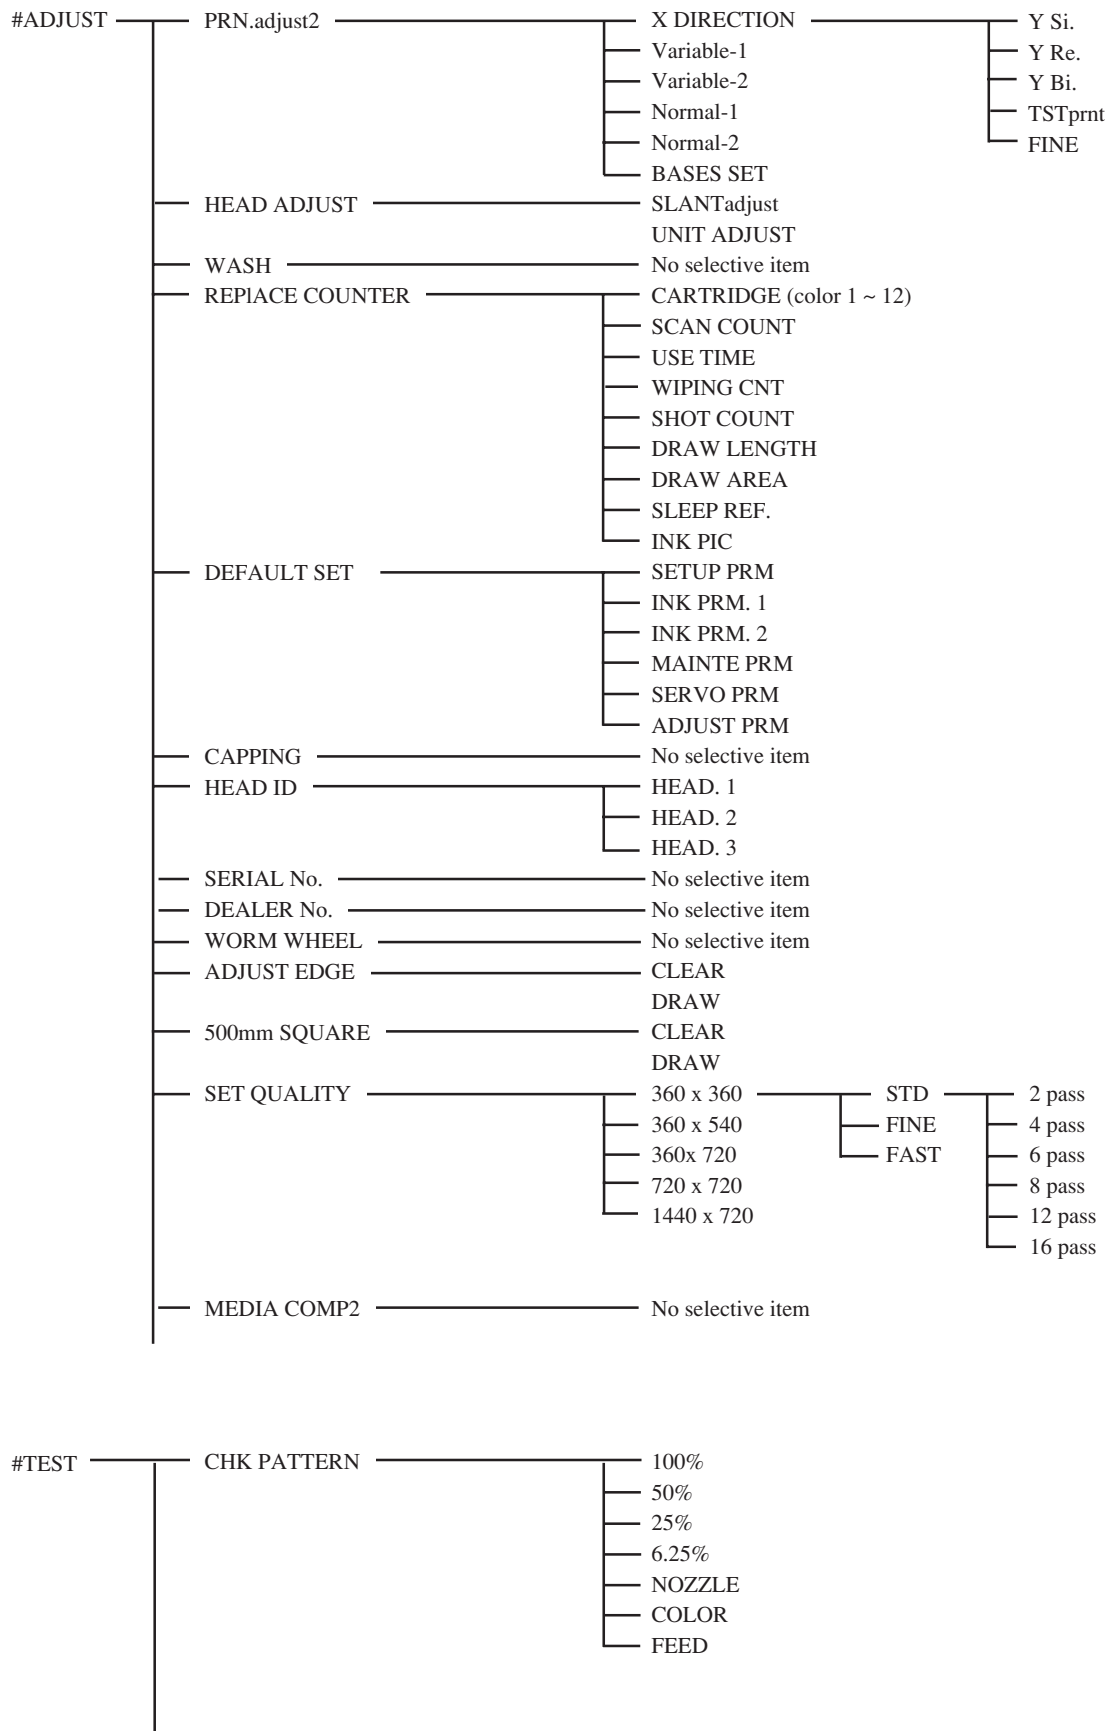 #ADJUST PRN.adjust2 X DIRECTION Y Si.
Variable-1 Y Re.
Variable-2 Y Bi.
Normal-1 TSTprnt
Normal-2 FINE
BASES SET
HEAD ADJUST SLANTadjust
UNIT ADJUST
WASH No selective item
REPlACE COUNTER CARTRIDGE (color 1 ~ 12)
SCAN COUNT
USE TIME
WIPING CNT
SHOT COUNT
DRAW LENGTH
DRAW AREA
SLEEP REF.
INK PIC
DEFAULT SET SETUP PRM
INK PRM. 1
INK PRM. 2
MAINTE PRM
SERVO PRM
ADJUST PRM
CAPPING No selective item
HEAD ID HEAD. 1
HEAD. 2
HEAD. 3
SERIAL No. No selective item
DEALER No. No selective item
WORM WHEEL No selective item
ADJUST EDGE CLEAR
DRAW
500mm SQUARE CLEAR
DRAW
SET QUALITY 360 x 360 STD 2 pass
360 x 540 FINE 4 pass
360x 720 FAST 6 pass
720 x 720 8 pass
1440 x 720 12 pass
16 pass
MEDIA COMP2 No selective item
#TEST CHK PATTERN 100%
50%
25%
6.25%
NOZZLE
COLOR
FEED